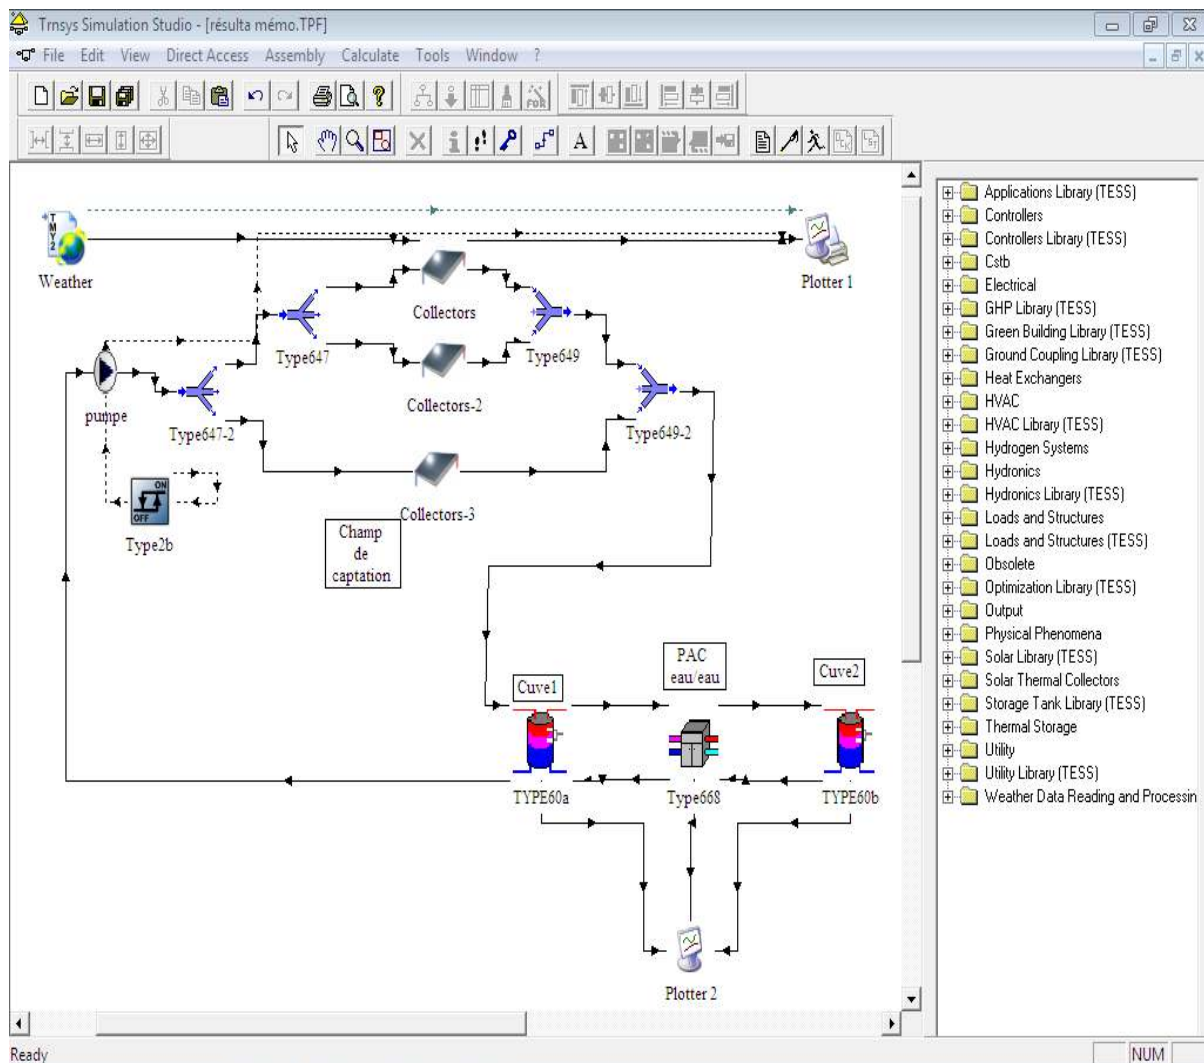 Trnsys Simulation Studio - [résulta mémo.TPF]
File Edit View Direct Access Assembly Calculate Tools Window ?
TMY2
Weather
Plotter 1
Collectors
Type647
Type649
Collectors-2
pumpe
Type647-2
Type649-2
ON
OFF
Type2b
Collectors-3
Champ
de
captation
PAC
eau/eau
Cuve1
Cuve2
TYPE60a
Type668
TYPE60b
Plotter 2
Applications Library (TESS)
Controllers
Controllers Library (TESS)
Cstb
Electrical
GHP Library (TESS)
Green Building Library (TESS)
Ground Coupling Library (TESS)
Heat Exchangers
HVAC
HVAC Library (TESS)
Hydrogen Systems
Hydronics
Hydronics Library (TESS)
Loads and Structures
Loads and Structures (TESS)
Obsolete
Optimization Library (TESS)
Output
Physical Phenomena
Solar Library (TESS)
Solar Thermal Collectors
Storage Tank Library (TESS)
Thermal Storage
Utility
Utility Library (TESS)
Weather Data Reading and Processin
Ready
NUM